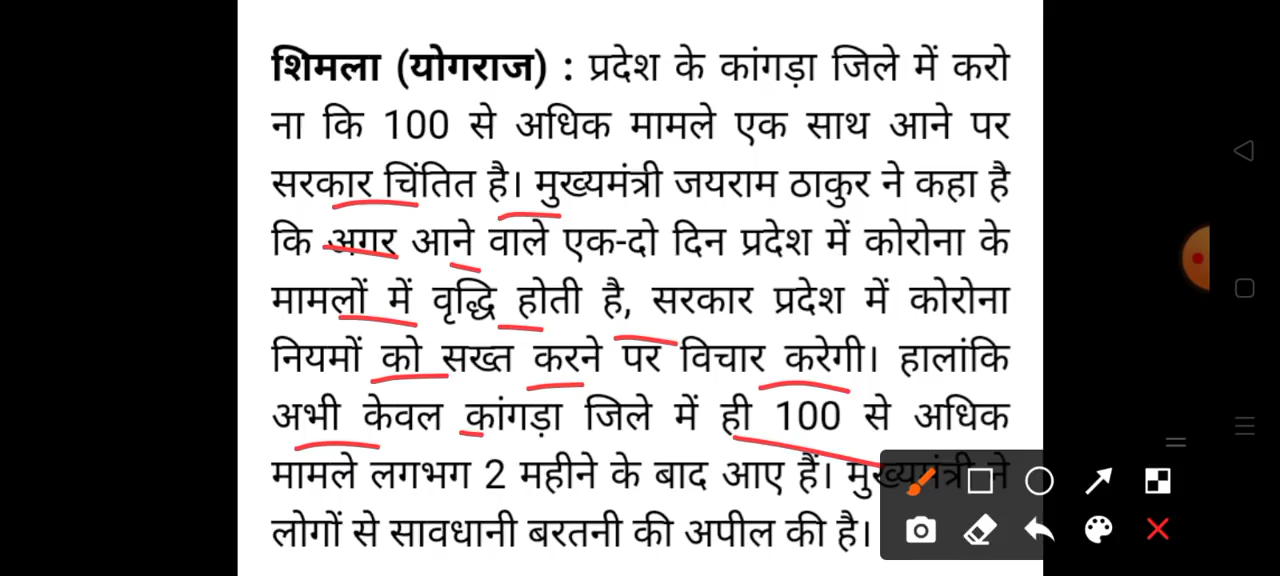 शिमला (योगराज) : प्रदेश के कांगड़ा जिले में करो
ना कि 100 से अधिक मामले एक साथ आने पर
सरकार चिंतित है। मुख्यमंत्री जयराम ठाकुर ने कहा है
कि अगर आने वाले एक-दो दिन प्रदेश में कोरोना के
मामलों में वृद्धि होती है, सरकार प्रदेश में कोरोना
नियमों को सख्त करने पर विचार करेगी। हालांकि
अभी केवल कांगड़ा जिले में ही 100 से अधिक
मामले लगभग 2 महीने के बाद आए हैं। मुख्यमंत्री ने
लोगों से सावधानी बरतनी की अपील की है।